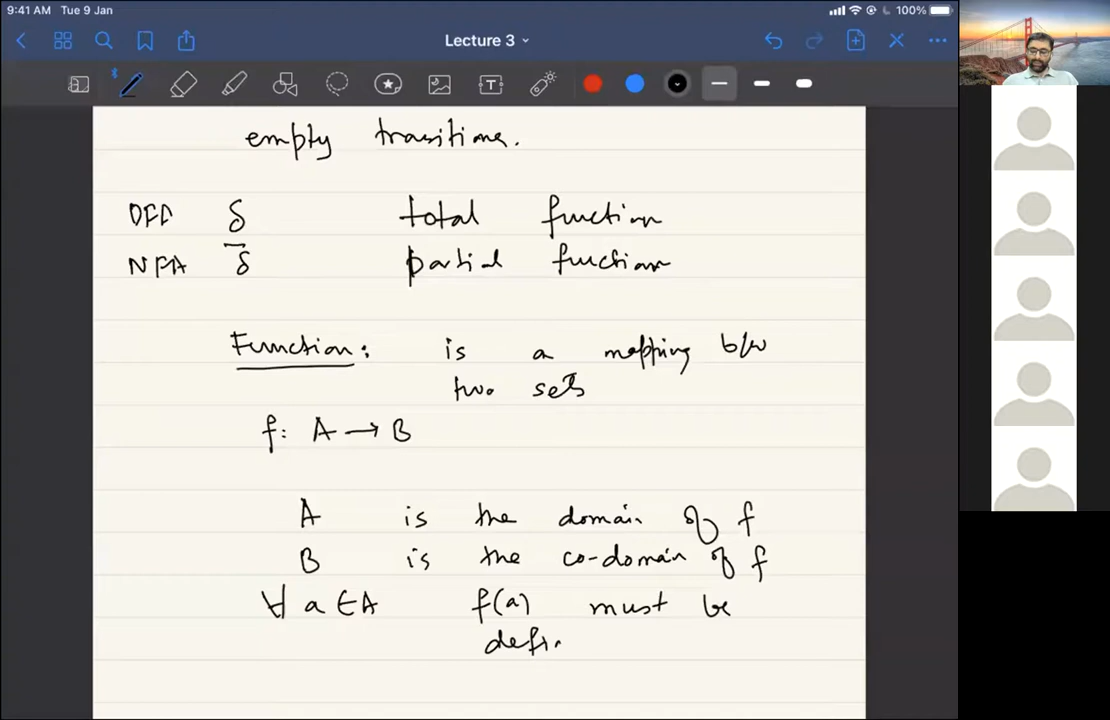 9:41 AM Tue 9 Jan
100%
Lecture 3
empty transitions.
DFA δ total function
NFA δ partial function
Function: is a mapping b/w
two sets
f: A → B
A is the domain of f
B is the co-domain of f
∀ a ∈ A f(a) must be
defi